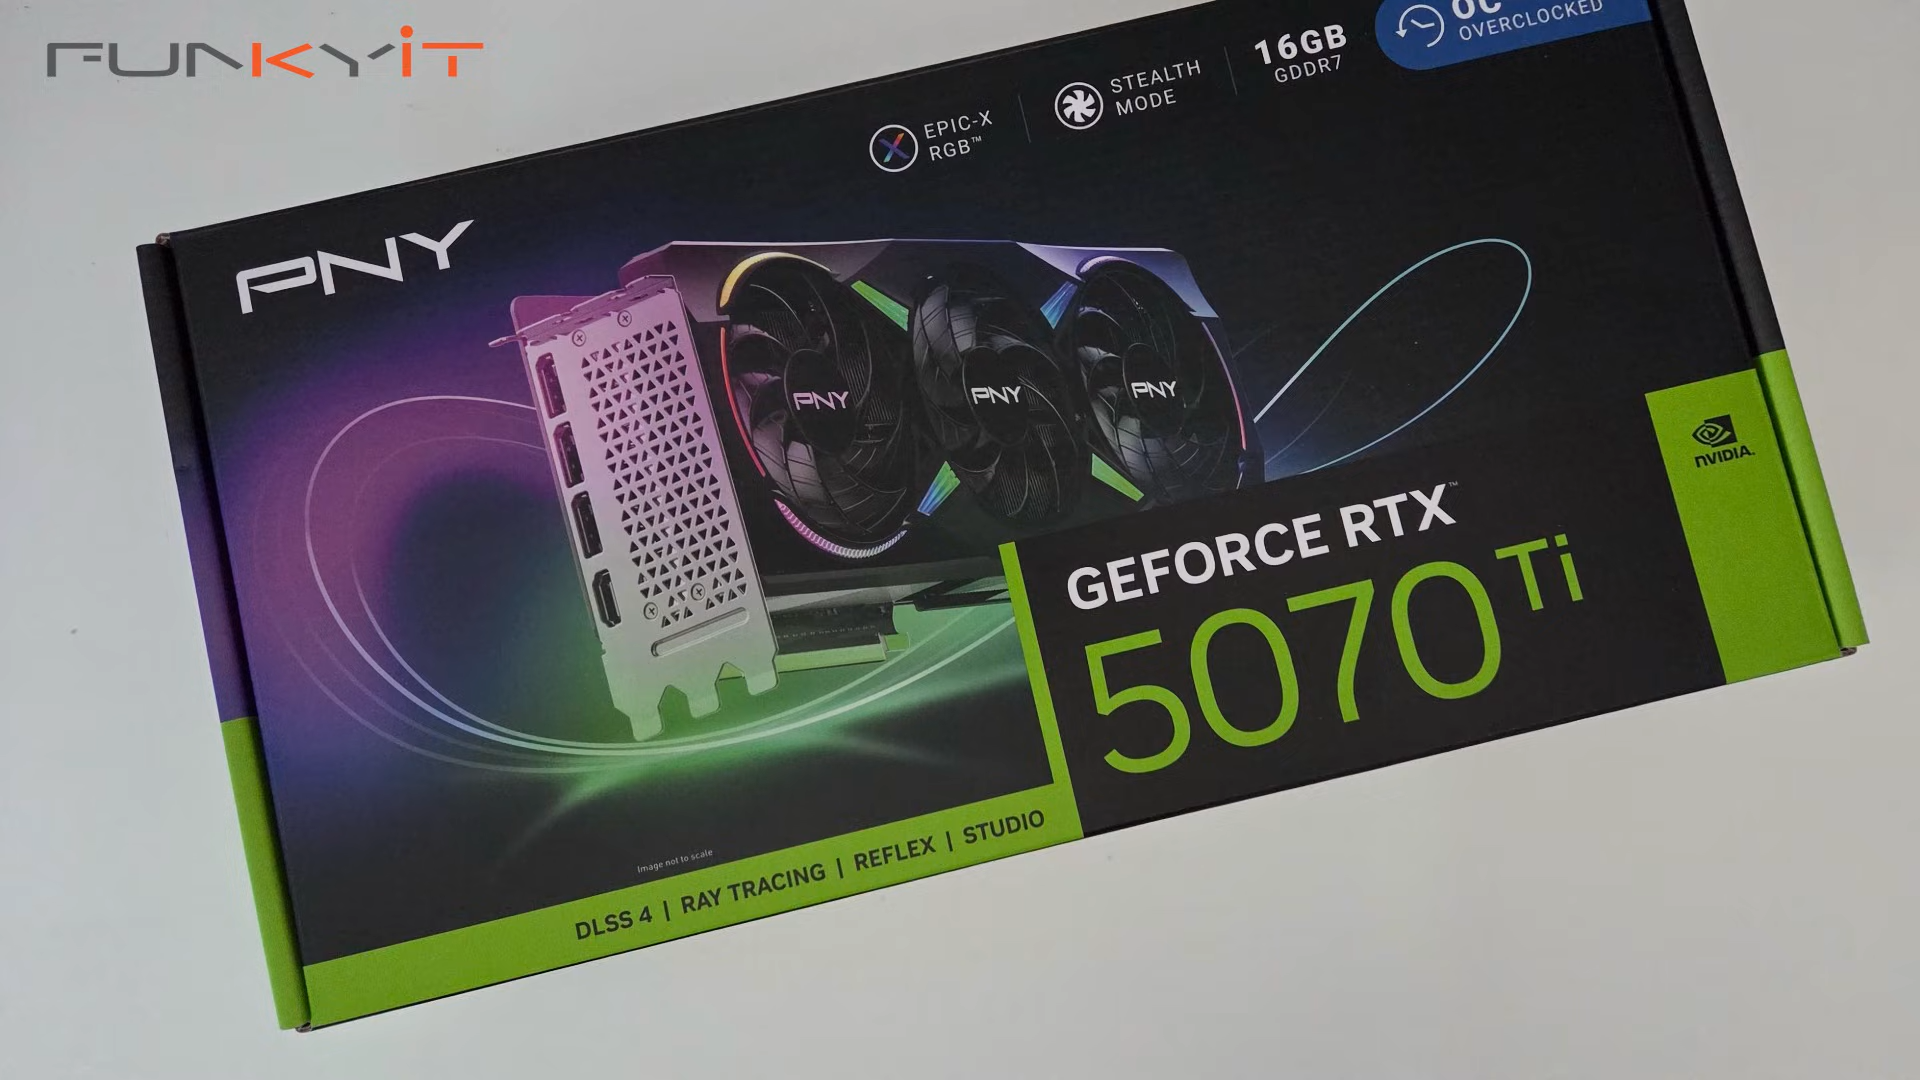 FUNKYiT
OC
OVERCLOCKED
16GB
GDDR7
STEALTH
MODE
EPIC-X
RGB™
PNY
PNY
PNY
PNY
NVIDIA.
GEFORCE RTX™
5070 Ti
Image not to scale
DLSS 4 | RAY TRACING | REFLEX | STUDIO